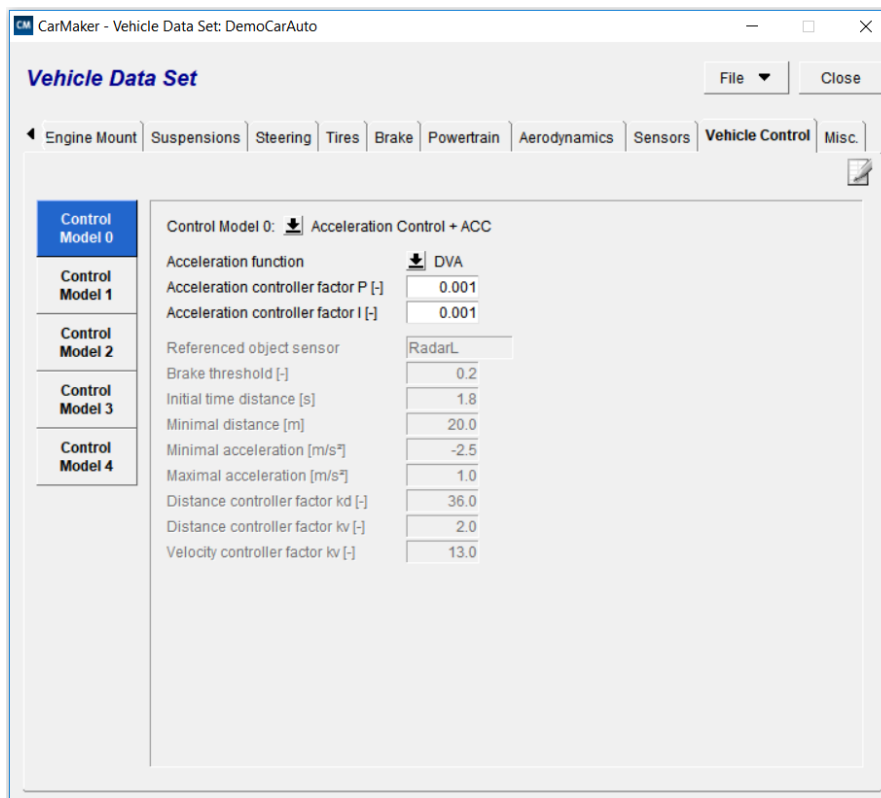 CM CarMaker - Vehicle Data Set: DemoCarAuto
Vehicle Data Set
File
Close
Engine Mount
Suspensions
Steering
Tires
Brake
Powertrain
Aerodynamics
Sensors
Vehicle Control
Misc.
Control
Model 0
Control
Model 1
Control
Model 2
Control
Model 3
Control
Model 4
Control Model 0: Acceleration Control + ACC
Acceleration function DVA
Acceleration controller factor P [-] 0.001
Acceleration controller factor I [-] 0.001
Referenced object sensor RadarL
Brake threshold [-] 0.2
Initial time distance [s] 1.8
Minimal distance [m] 20.0
Minimal acceleration [m/s²] -2.5
Maximal acceleration [m/s²] 1.0
Distance controller factor kd [-] 36.0
Distance controller factor kv [-] 2.0
Velocity controller factor kv [-] 13.0